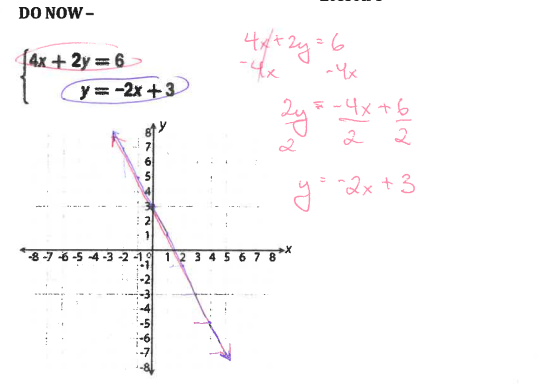 DO NOW –
4x + 2y = 6
y = -2x + 3
4x + 2y = 6
-4x -4x
2y = -4x + 6
2 2 2
y = -2x + 3
y
8
7
6
5
4
3
2
1
-8 -7 -6 -5 -4 -3 -2 -1 0 1 2 3 4 5 6 7 8 x
-1
-2
-3
-4
-5
-6
-7
-8